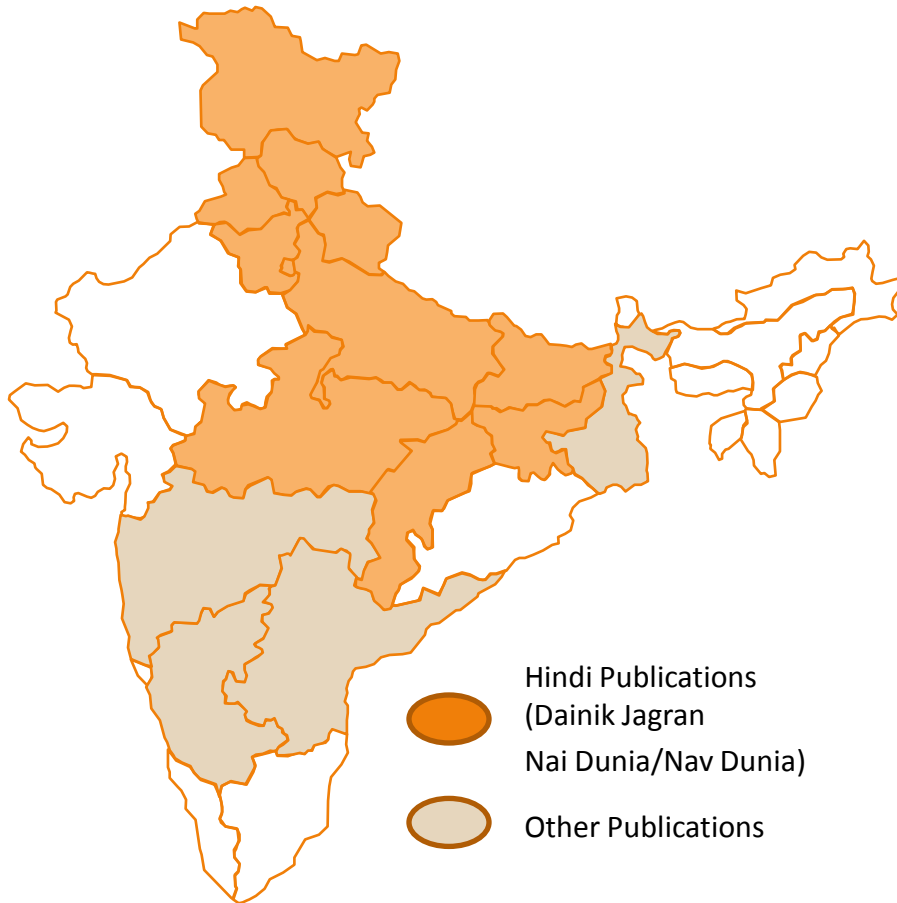 Hindi Publications
(Dainik Jagran
Nai Dunia/Nav Dunia)
Other Publications